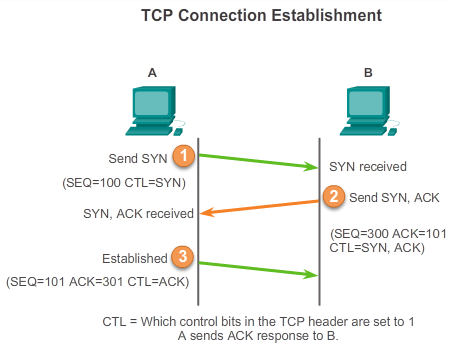 TCP Connection Establishment
A
B
Send SYN
1
SYN received
(SEQ=100 CTL=SYN)
2
Send SYN, ACK
SYN, ACK received
(SEQ=300 ACK=101
CTL=SYN, ACK)
Established
3
(SEQ=101 ACK=301 CTL=ACK)
CTL = Which control bits in the TCP header are set to 1
A sends ACK response to B.